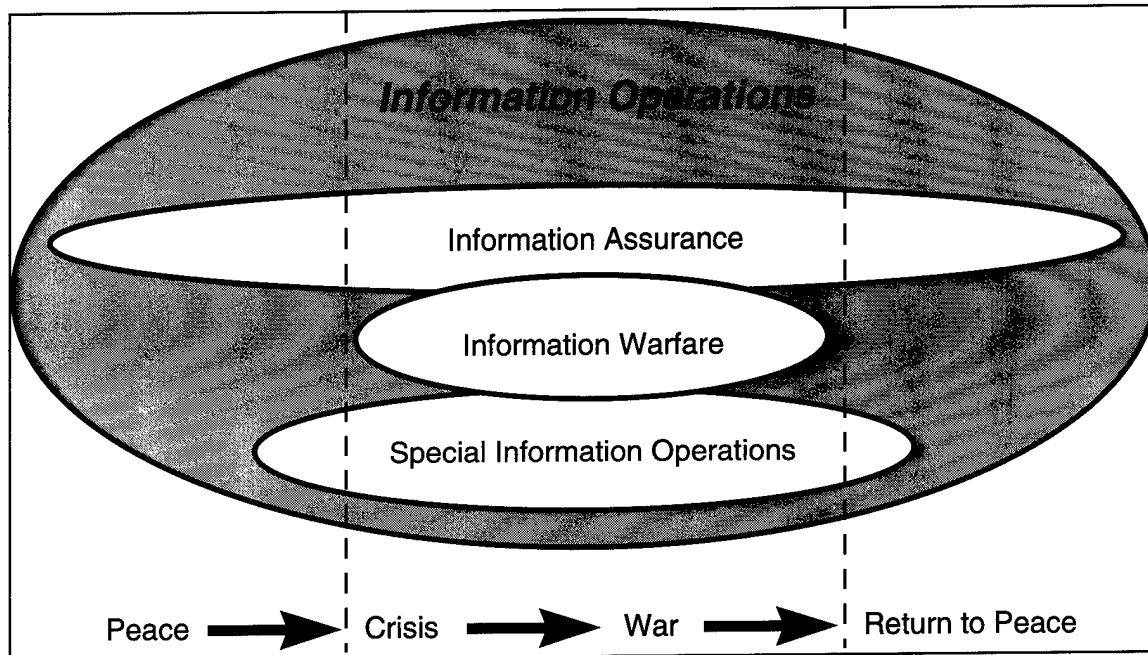 Information Operations
Information Assurance
Information Warfare
Special Information Operations
Peace Crisis War Return to Peace